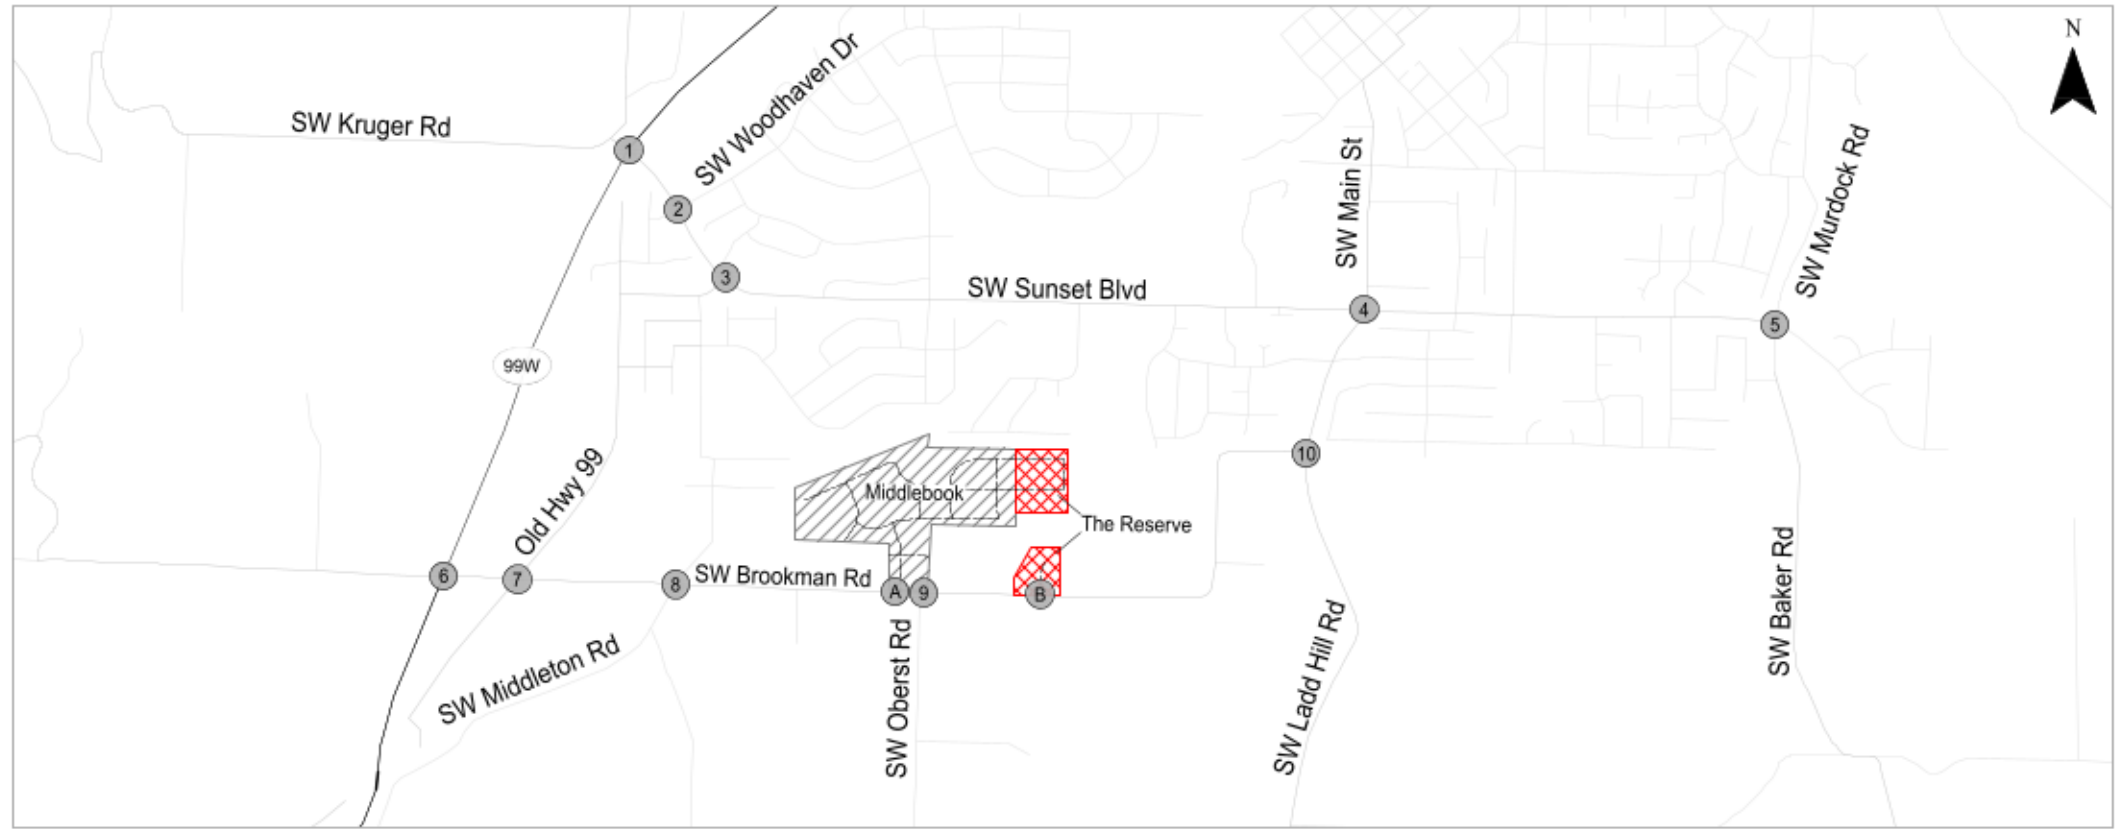 N
SW Kruger Rd
SW Woodhaven Dr
1
2
SW Main St
SW Murdock Rd
3
SW Sunset Blvd
4
5
99W
Old Hwy 99
10
Middlebook
The Reserve
6
7
8
SW Brookman Rd
A
9
B
SW Middleton Rd
SW Oberst Rd
SW Ladd Hill Rd
SW Baker Rd